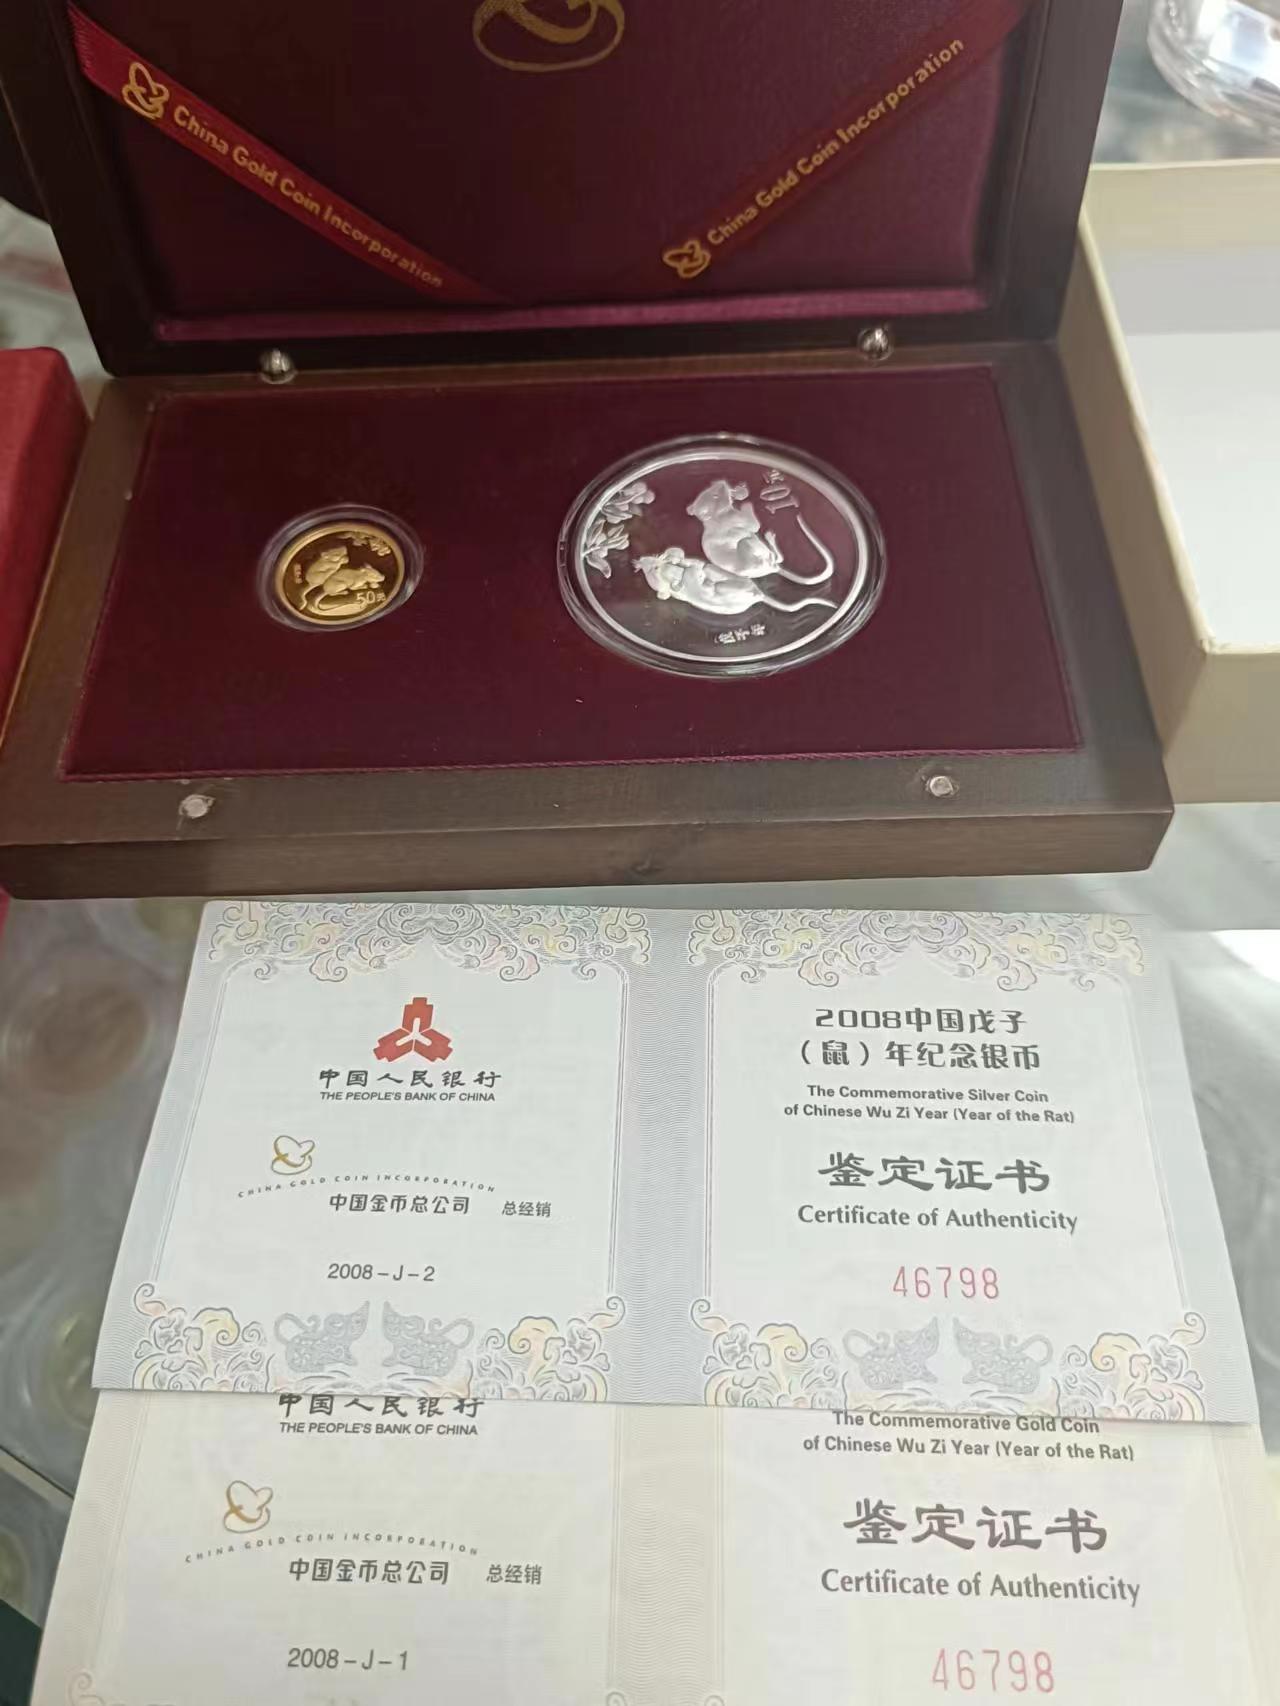 China Gold Coin Incorporation
China Gold Coin Incorporation
50元
10元
戊子年
中国人民银行
THE PEOPLE'S BANK OF CHINA
CHINA GOLD COIN INCORPORATION
中国金币总公司 总经销
2008-J-2
2008中国戊子
（鼠）年纪念银币
The Commemorative Silver Coin
of Chinese Wu Zi Year (Year of the Rat)
鉴定证书
Certificate of Authenticity
46798
中国人民银行
THE PEOPLE'S BANK OF CHINA
CHINA GOLD COIN INCORPORATION
中国金币总公司 总经销
2008-J-1
The Commemorative Gold Coin
of Chinese Wu Zi Year (Year of the Rat)
鉴定证书
Certificate of Authenticity
46798